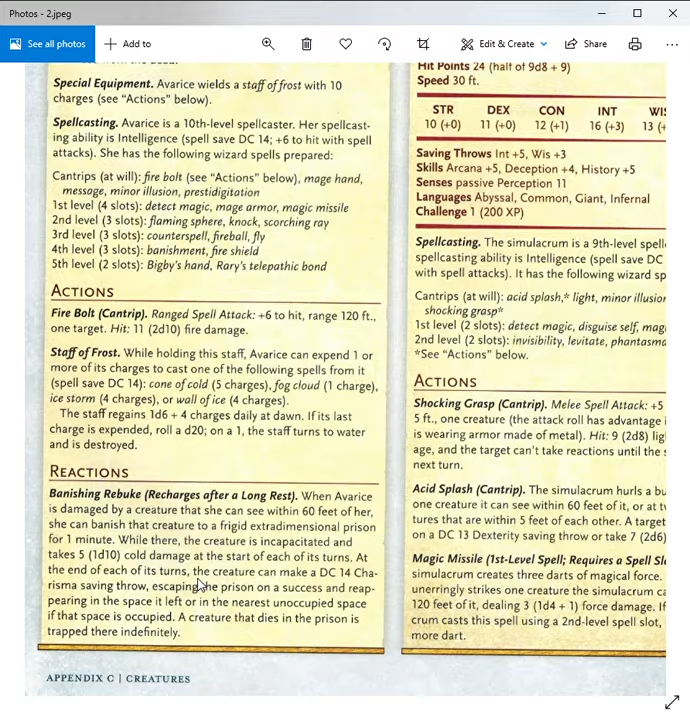 Photos - 2.jpeg
See all photos
Add to
Edit & Create
Share
Special Equipment. Avarice wields a staff of frost with 10
charges (see "Actions" below).
Spellcasting. Avarice is a 10th-level spellcaster. Her spellcast-
ing ability is Intelligence (spell save DC 14; +6 to hit with spell
attacks). She has the following wizard spells prepared:
Cantrips (at will): fire bolt (see "Actions" below), mage hand,
message, minor illusion, prestidigitation
1st level (4 slots): detect magic, mage armor, magic missile
2nd level (3 slots): flaming sphere, knock, scorching ray
3rd level (3 slots): counterspell, fireball, fly
4th level (3 slots): banishment, fire shield
5th level (2 slots): Bigby's hand, Rary's telepathic bond
ACTIONS
Fire Bolt (Cantrip). Ranged Spell Attack: +6 to hit, range 120 ft.,
one target. Hit: 11 (2d10) fire damage.
Staff of Frost. While holding this staff, Avarice can expend 1 or
more of its charges to cast one of the following spells from it
(spell save DC 14): cone of cold (5 charges), fog cloud (1 charge),
ice storm (4 charges), or wall of ice (4 charges).
The staff regains 1d6 + 4 charges daily at dawn. If its last
charge is expended, roll a d20; on a 1, the staff turns to water
and is destroyed.
REACTIONS
Banishing Rebuke (Recharges after a Long Rest). When Avarice
is damaged by a creature that she can see within 60 feet of her,
she can banish that creature to a frigid extradimensional prison
for 1 minute. While there, the creature is incapacitated and
takes 5 (1d10) cold damage at the start of each of its turns. At
the end of each of its turns, the creature can make a DC 14 Cha-
risma saving throw, escaping the prison on a success and reap-
pearing in the space it left or in the nearest unoccupied space
if that space is occupied. A creature that dies in the prison is
trapped there indefinitely.
APPENDIX C | CREATURES
Hit Points 24 (half of 9d8 + 9)
Speed 30 ft.
STR DEX CON INT WIS
10 (+0) 11 (+0) 12 (+1) 16 (+3) 13 (+
Saving Throws Int +5, Wis +3
Skills Arcana +5, Deception +4, History +5
Senses passive Perception 11
Languages Abyssal, Common, Giant, Infernal
Challenge 1 (200 XP)
Spellcasting. The simulacrum is a 9th-level spell
spellcasting ability is Intelligence (spell save DC
with spell attacks). It has the following wizard sp
Cantrips (at will): acid splash,* light, minor illusion
shocking grasp*
1st level (2 slots): detect magic, disguise self, mag
2nd level (2 slots): invisibility, levitate, phantasma
*See "Actions" below.
ACTIONS
Shocking Grasp (Cantrip). Melee Spell Attack: +5
5 ft., one creature (the attack roll has advantage i
is wearing armor made of metal). Hit: 9 (2d8) lig
age, and the target can't take reactions until the s
next turn.
Acid Splash (Cantrip). The simulacrum hurls a bu
one creature it can see within 60 feet of it, or at tw
tures that are within 5 feet of each other. A target
on a DC 13 Dexterity saving throw or take 7 (2d6)
Magic Missile (1st-Level Spell; Requires a Spell Slo
simulacrum creates three darts of magical force.
unerringly strikes one creature the simulacrum ca
120 feet of it, dealing 3 (1d4 + 1) force damage. If
crum casts this spell using a 2nd-level spell slot,
more dart.